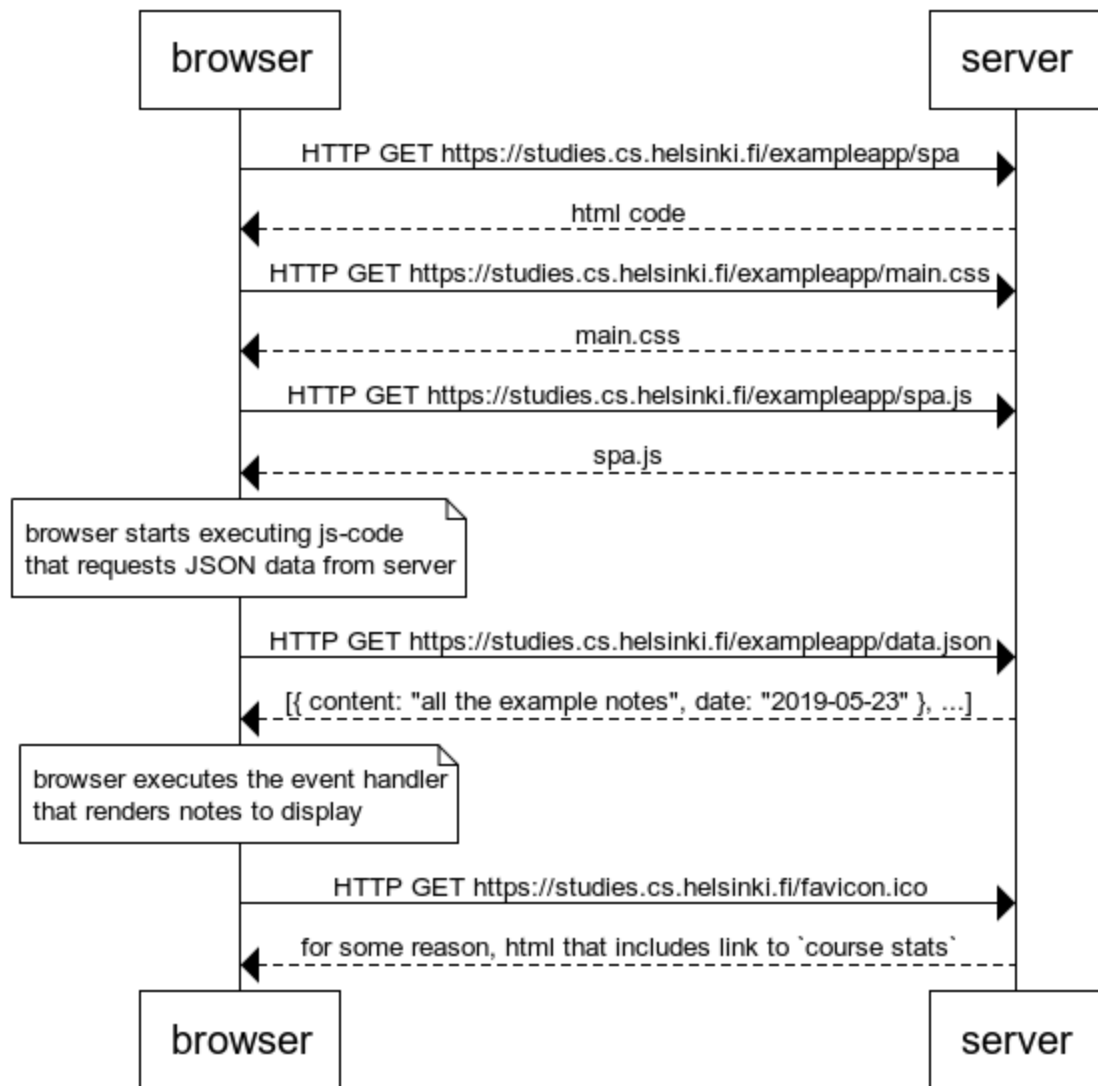 browser
server
HTTP GET https://studies.cs.helsinki.fi/exampleapp/spa
html code
HTTP GET https://studies.cs.helsinki.fi/exampleapp/main.css
main.css
HTTP GET https://studies.cs.helsinki.fi/exampleapp/spa.js
spa.js
browser starts executing js-code
that requests JSON data from server
HTTP GET https://studies.cs.helsinki.fi/exampleapp/data.json
[{ content: "all the example notes", date: "2019-05-23" }, ...]
browser executes the event handler
that renders notes to display
HTTP GET https://studies.cs.helsinki.fi/favicon.ico
for some reason, html that includes link to `course stats`
browser
server